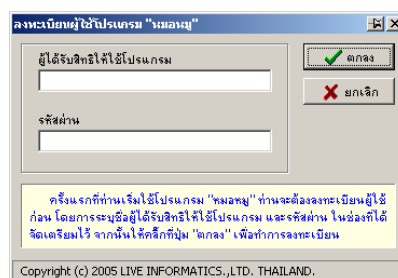 ลงทะเบียนผู้ใช้โปรแกรม "หมอหมู"
ผู้ได้รับสิทธิให้ใช้โปรแกรม
ตกลง
ยกเลิก
รหัสผ่าน
ครั้งแรกที่ท่านเริ่มใช้โปรแกรม "หมอหมู" ท่านจะต้องลงทะเบียนผู้ใช้
ก่อน โดยการระบุชื่อผู้ได้รับสิทธิให้ใช้โปรแกรม และรหัสผ่าน ในช่องที่ได้
จัดเตรียมไว้ จากนั้นให้คลิ๊กที่ปุ่ม "ตกลง" เพื่อทำการลงทะเบียน
Copyright (c) 2005 LIVE INFORMATICS.,LTD. THAILAND.